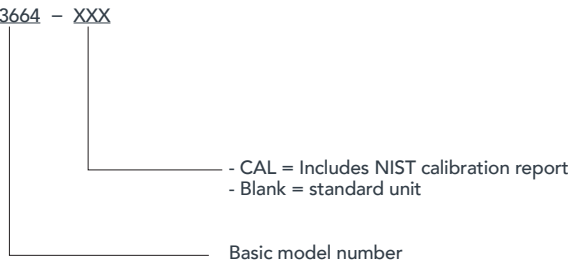 3664 – XXX
- CAL = Includes NIST calibration report
- Blank = standard unit
Basic model number